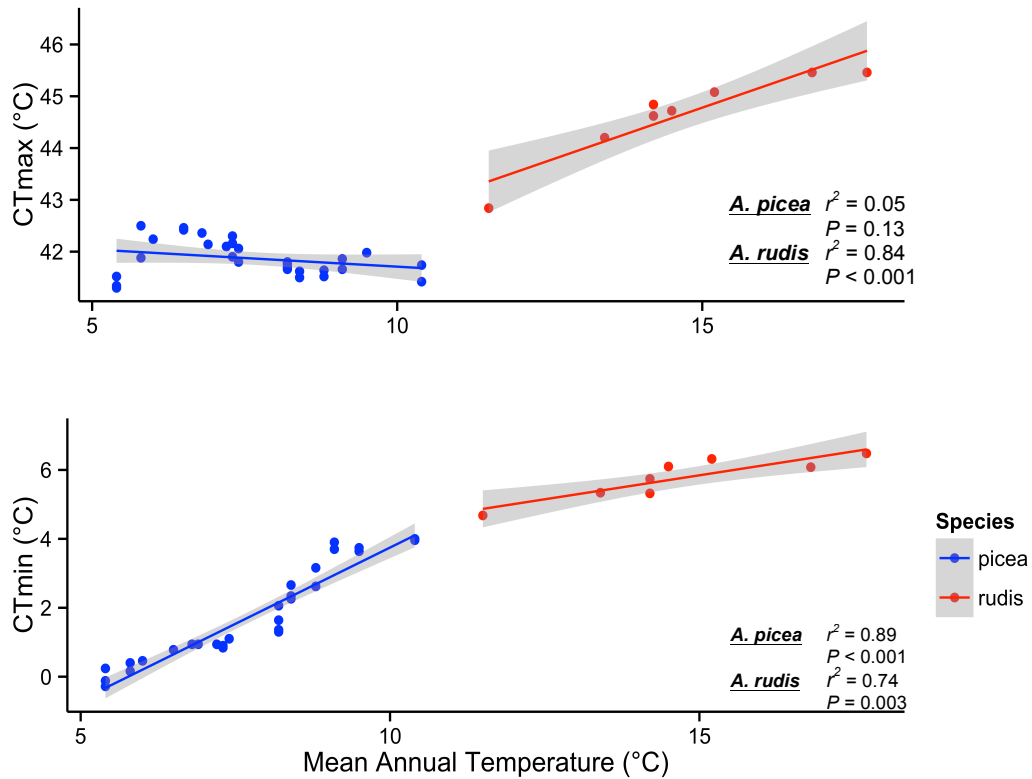 46
45
44
43
42
CTmax (°C)
A. picea r² = 0.05
P = 0.13
A. rudis r² = 0.84
P < 0.001
5 10 15
6
4
2
0
CTmin (°C)
Species
picea
rudis
A. picea r² = 0.89
P < 0.001
A. rudis r² = 0.74
P = 0.003
5 10 15
Mean Annual Temperature (°C)